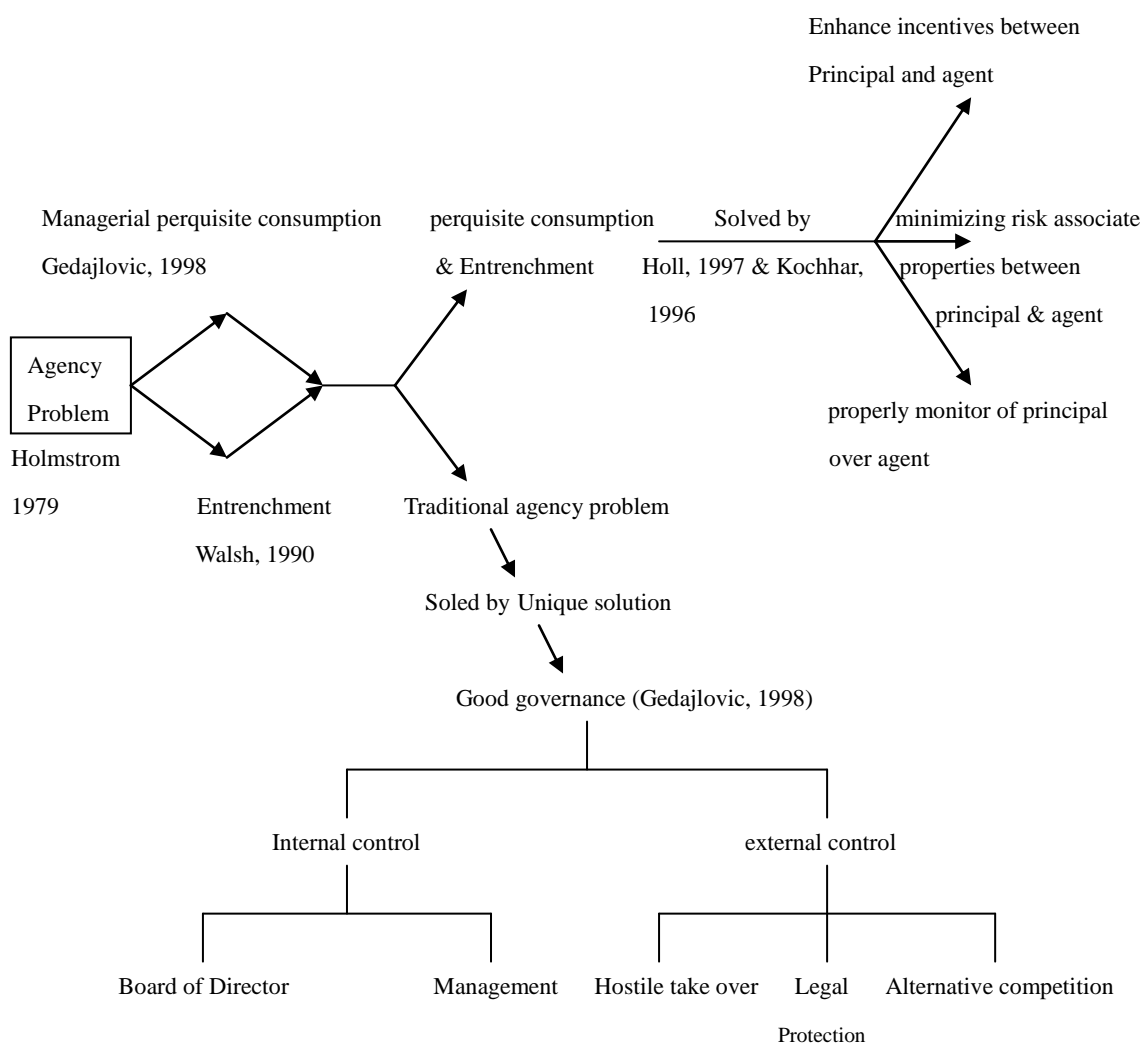 Enhance incentives between
Principal and agent
Managerial perquisite consumption
Gedajlovic, 1998
perquisite consumption
& Entrenchment
Solved by
Holl, 1997 & Kochhar,
1996
minimizing risk associate
properties between
principal & agent
Agency
Problem
Holmstrom
1979
properly monitor of principal
over agent
Entrenchment
Walsh, 1990
Traditional agency problem
Soled by Unique solution
Good governance (Gedajlovic, 1998)
Internal control
external control
Board of Director
Management
Hostile take over
Legal
Protection
Alternative competition